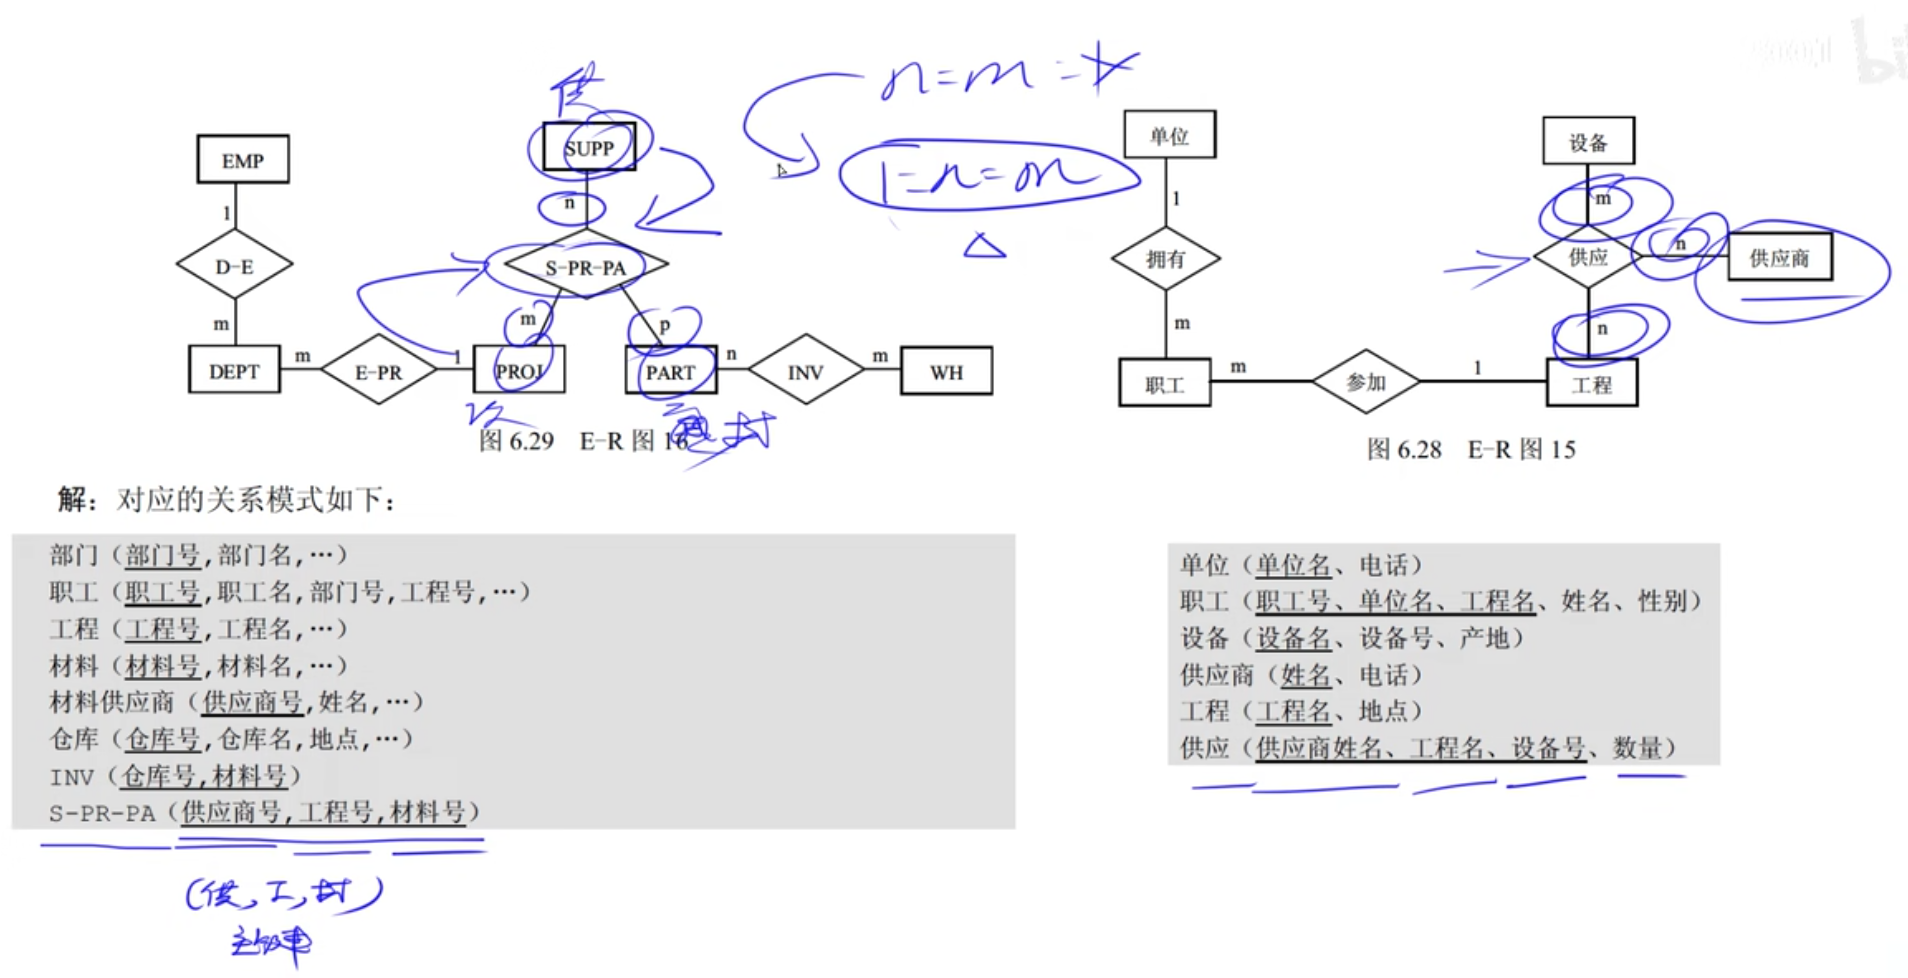 供
n=m=1
1=n=m
EMP
SUPP
单位
设备
1
n
1
m
D-E
S-PR-PA
拥有
供应
n
供应商
m
m
p
m
n
DEPT
m
E-PR
1
PROJ
PART
n
INV
m
WH
职工
m
参加
1
工程
图 6.29 E-R 图 16
图 6.28 E-R 图 15
解：对应的关系模式如下：
部门（部门号,部门名,…）
职工（职工号,职工名,部门号,工程号,…）
工程（工程号,工程名,…）
材料（材料号,材料名,…）
材料供应商（供应商号,姓名,…）
仓库（仓库号,仓库名,地点,…）
INV（仓库号,材料号）
S-PR-PA（供应商号,工程号,材料号）
单位（单位名、电话）
职工（职工号、单位名、工程名、姓名、性别）
设备（设备名、设备号、产地）
供应商（姓名、电话）
工程（工程名、地点）
供应（供应商姓名、工程名、设备号、数量）
(供,工,材)